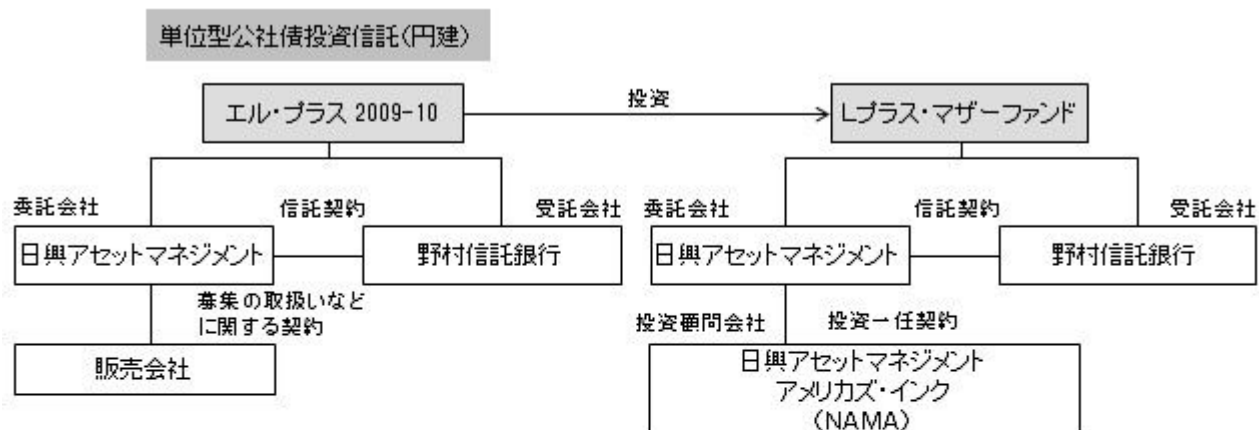 単位型公社債投資信託(円建)
エル・プラス 2009-10
投資
Lプラス・マザーファンド
委託会社
信託契約
受託会社
委託会社
信託契約
受託会社
日興アセットマネジメント
野村信託銀行
日興アセットマネジメント
野村信託銀行
募集の取扱いなど
に関する契約
投資顧問会社
投資一任契約
販売会社
日興アセットマネジメント
アメリカズ・インク
(NAMA)